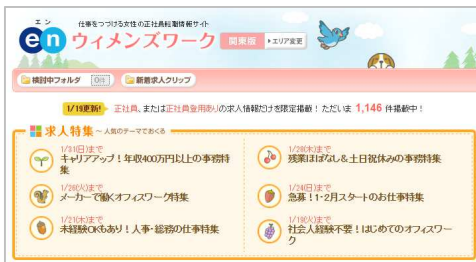 エン
en
仕事をつづける女性の正社員転職情報サイト
ウィメンズワーク
関東版
▸エリア変更
検討中フォルダ
0件
新着求人クリップ
1/19更新!
正社員、または正社員登用ありの求人情報だけを限定掲載！ただいま 1,146 件掲載中！
求人特集 ～ 人気のテーマでおくる
1/31(日)まで
キャリアアップ！年収400万円以上の事務特集
1/26(火)まで
メーカーで働くオフィスワーク特集
1/21(木)まで
未経験OKもあり！人事・総務の仕事特集
1/28(木)まで
残業ほぼなし&土日祝休みの事務特集
1/24(日)まで
急募！1・2月スタートのお仕事特集
1/19(火)まで
社会人経験不要！はじめてのオフィスワーク